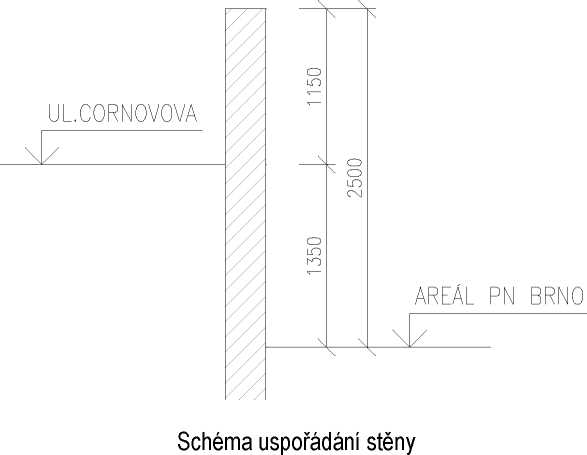 1150
UL.CORNOVOVA
2500
1350
AREÁL PN BRNO
Schéma uspořádání stěny